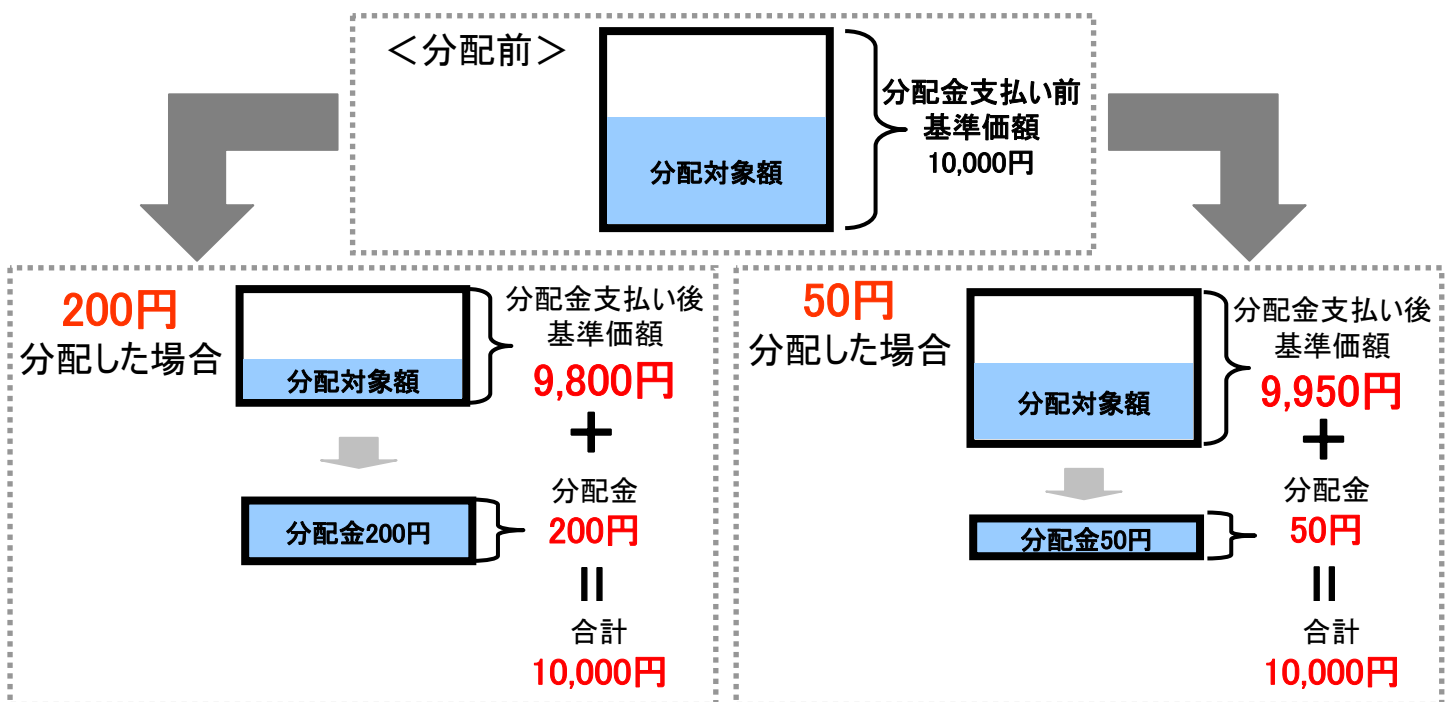 ＜分配前＞
分配対象額
分配金支払い前
基準価額
10,000円
200円
分配した場合
分配対象額
分配金支払い後
基準価額
9,800円
＋
分配金200円
分配金
200円
＝
合計
10,000円
50円
分配した場合
分配対象額
分配金支払い後
基準価額
9,950円
＋
分配金50円
分配金
50円
＝
合計
10,000円